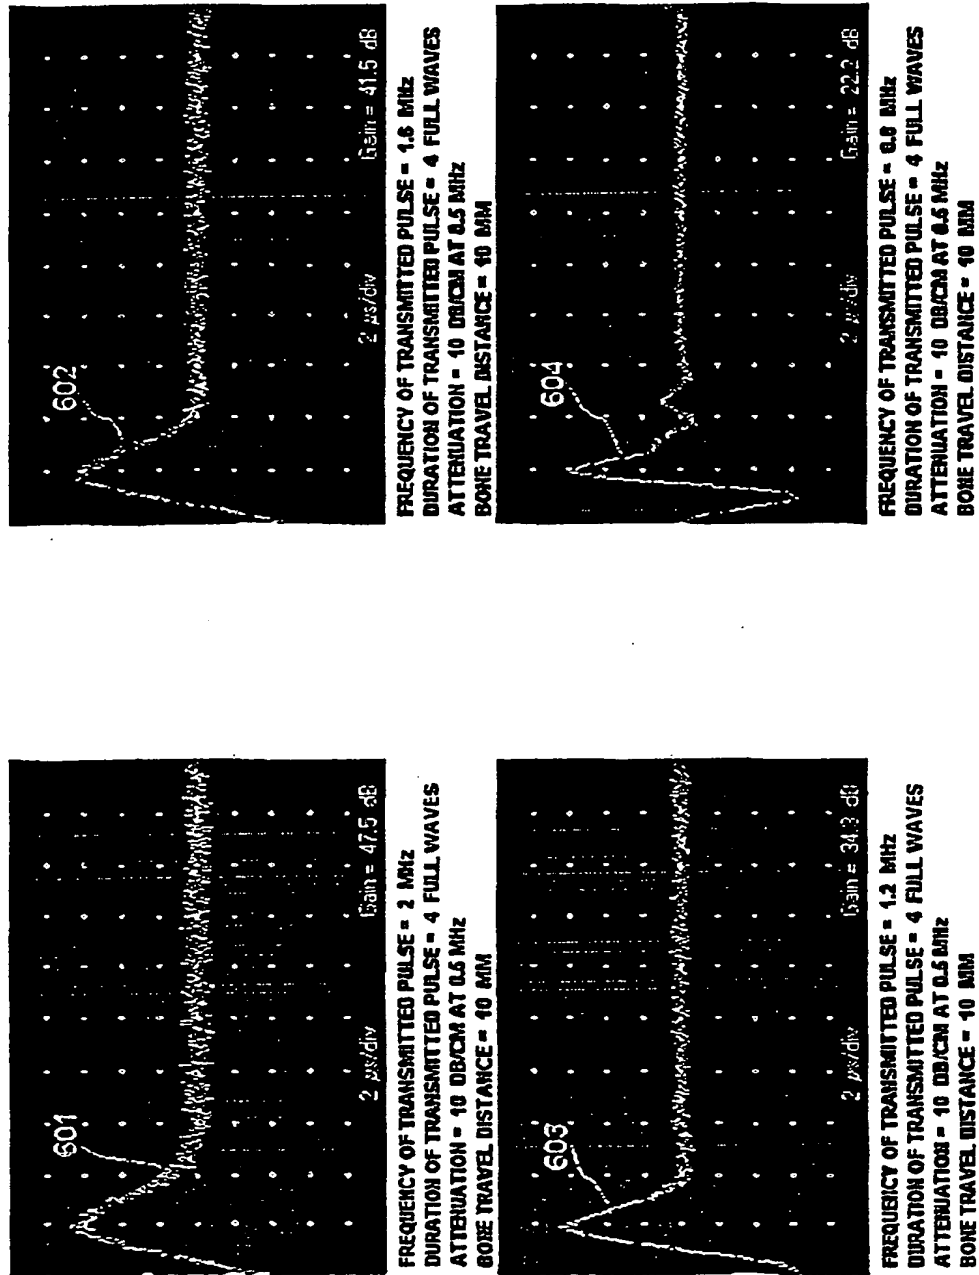 601
2 µs/div Gain = 47.5 dB
FREQUENCY OF TRANSMITTED PULSE = 2 MHz
DURATION OF TRANSMITTED PULSE = 4 FULL WAVES
ATTENUATION = 10 DB/CM AT 0.5 MHz
BONE TRAVEL DISTANCE = 10 MM
602
2 µs/div Gain = 41.5 dB
FREQUENCY OF TRANSMITTED PULSE = 1.6 MHz
DURATION OF TRANSMITTED PULSE = 4 FULL WAVES
ATTENUATION = 10 DB/CM AT 0.5 MHz
BONE TRAVEL DISTANCE = 10 MM
603
2 µs/div Gain = 34.3 dB
FREQUENCY OF TRANSMITTED PULSE = 1.2 MHz
DURATION OF TRANSMITTED PULSE = 4 FULL WAVES
ATTENUATION = 10 DB/CM AT 0.5 MHz
BONE TRAVEL DISTANCE = 10 MM
604
2 µs/div Gain = 22.2 dB
FREQUENCY OF TRANSMITTED PULSE = 0.8 MHz
DURATION OF TRANSMITTED PULSE = 4 FULL WAVES
ATTENUATION = 10 DB/CM AT 0.5 MHz
BONE TRAVEL DISTANCE = 10 MM